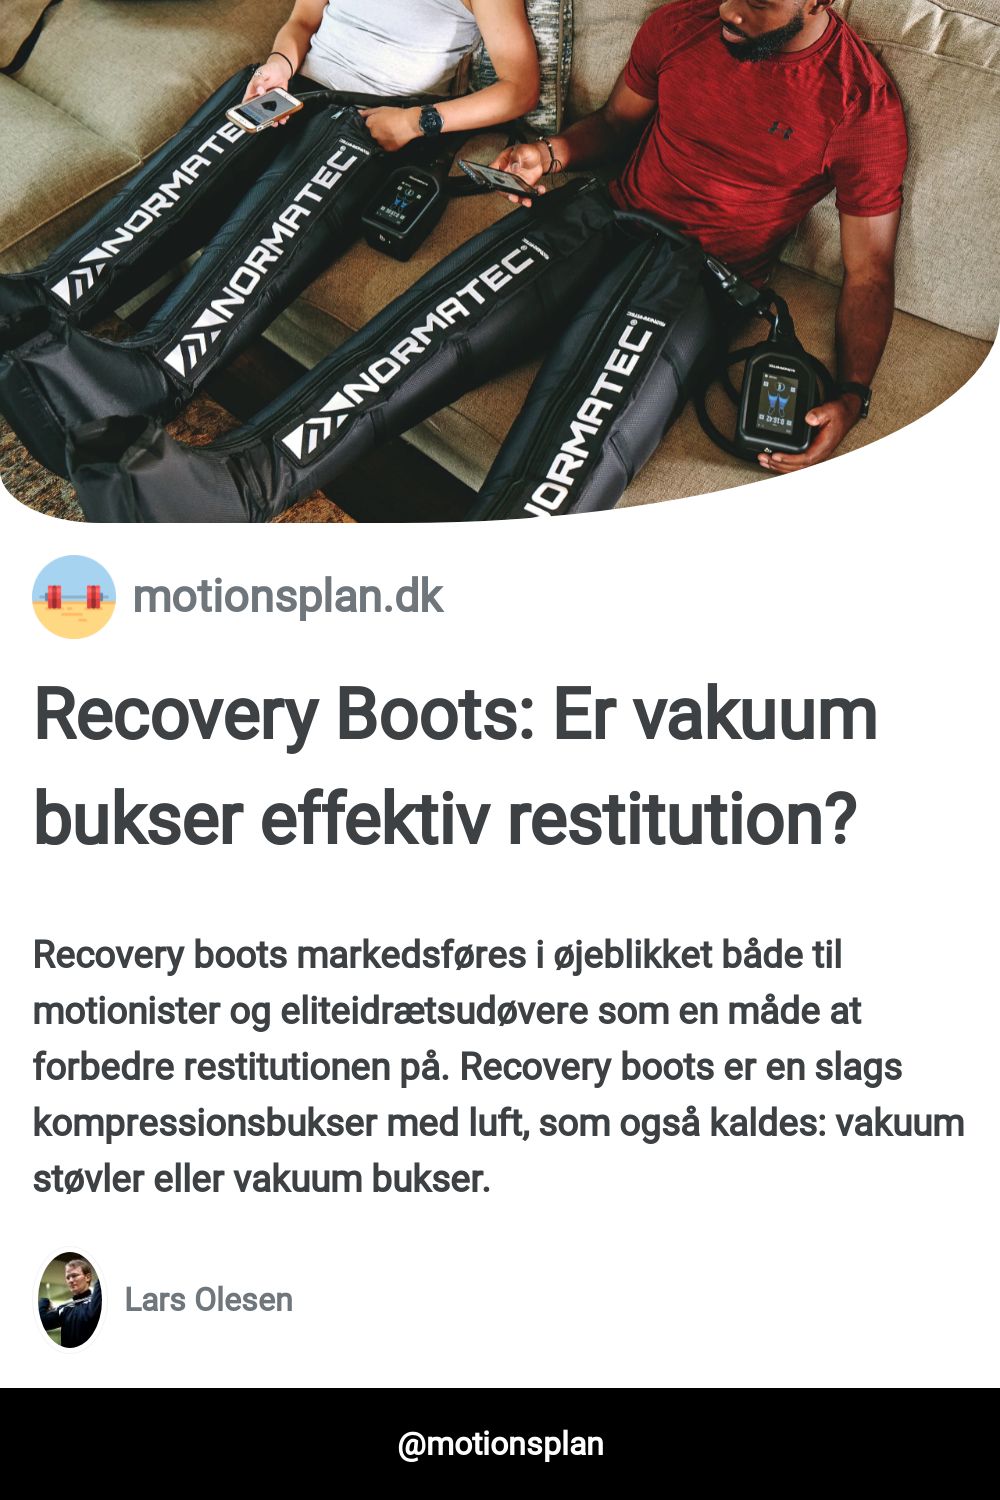 NORMATEC
NORMATEC
NORMATEC
NORMATEC
motionsplan.dk
Recovery Boots: Er vakuum
bukser effektiv restitution?
Recovery boots markedsføres i øjeblikket både til
motionister og eliteidrætsudøvere som en måde at
forbedre restitutionen på. Recovery boots er en slags
kompressionsbukser med luft, som også kaldes: vakuum
støvler eller vakuum bukser.
Lars Olesen
@motionsplan